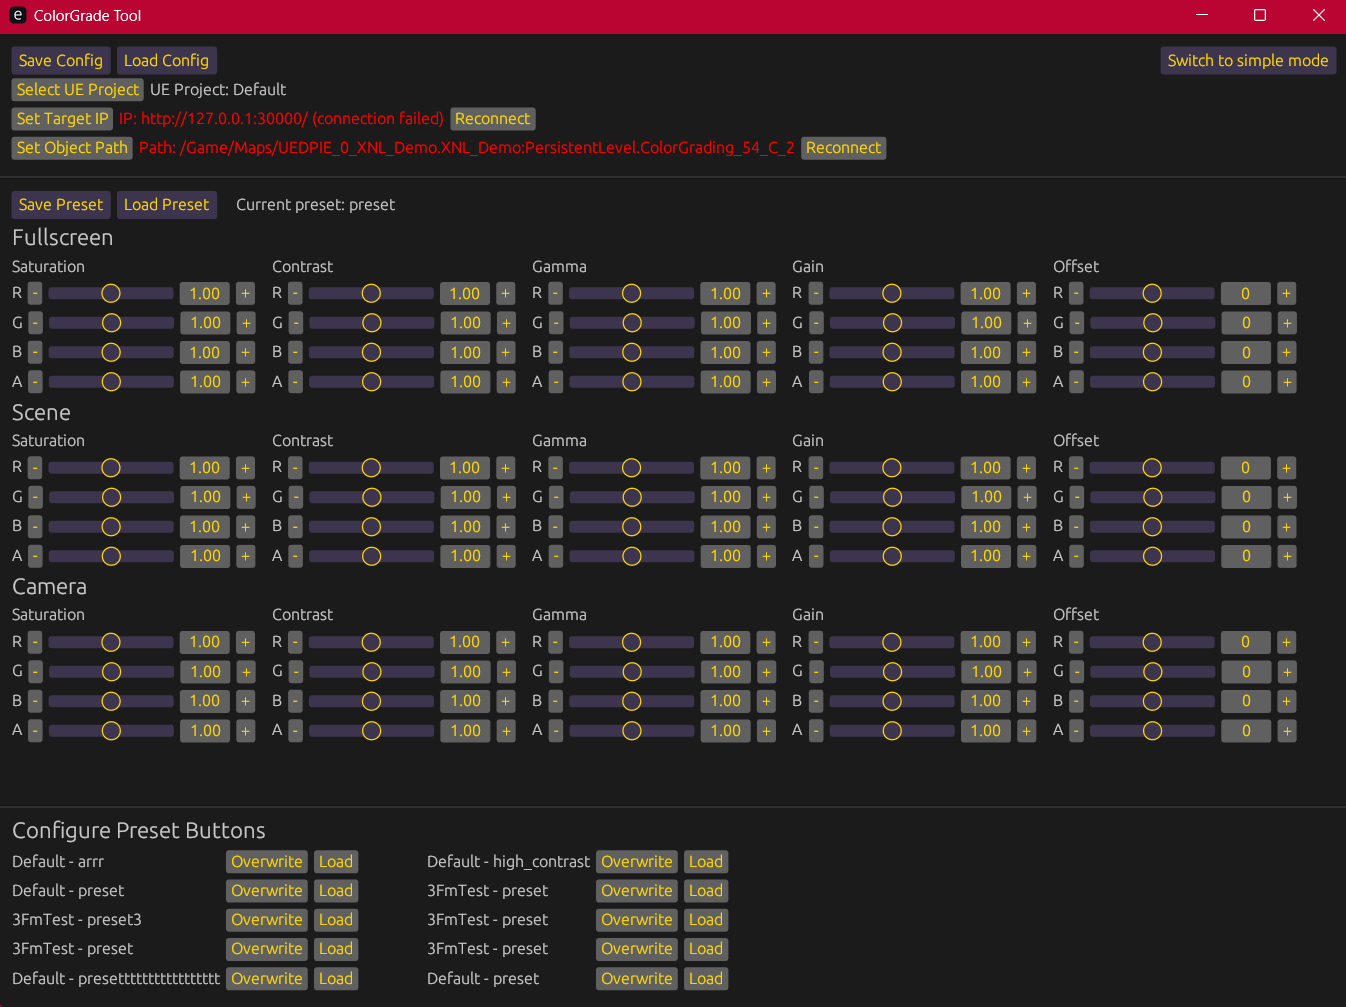 e ColorGrade Tool
Save Config Load Config Switch to simple mode
Select UE Project UE Project: Default
Set Target IP IP: http://127.0.0.1:30000/ (connection failed) Reconnect
Set Object Path Path: /Game/Maps/UEDPIE_0_XNL_Demo.XNL_Demo:PersistentLevel.ColorGrading_54_C_2 Reconnect
Save Preset Load Preset Current preset: preset
Fullscreen
Saturation Contrast Gamma Gain Offset
R - 1.00 + R - 1.00 + R - 1.00 + R - 1.00 + R - 0 +
G - 1.00 + G - 1.00 + G - 1.00 + G - 1.00 + G - 0 +
B - 1.00 + B - 1.00 + B - 1.00 + B - 1.00 + B - 0 +
A - 1.00 + A - 1.00 + A - 1.00 + A - 1.00 + A - 0 +
Scene
Saturation Contrast Gamma Gain Offset
R - 1.00 + R - 1.00 + R - 1.00 + R - 1.00 + R - 0 +
G - 1.00 + G - 1.00 + G - 1.00 + G - 1.00 + G - 0 +
B - 1.00 + B - 1.00 + B - 1.00 + B - 1.00 + B - 0 +
A - 1.00 + A - 1.00 + A - 1.00 + A - 1.00 + A - 0 +
Camera
Saturation Contrast Gamma Gain Offset
R - 1.00 + R - 1.00 + R - 1.00 + R - 1.00 + R - 0 +
G - 1.00 + G - 1.00 + G - 1.00 + G - 1.00 + G - 0 +
B - 1.00 + B - 1.00 + B - 1.00 + B - 1.00 + B - 0 +
A - 1.00 + A - 1.00 + A - 1.00 + A - 1.00 + A - 0 +
Configure Preset Buttons
Default - arrr Overwrite Load Default - high_contrast Overwrite Load
Default - preset Overwrite Load 3FmTest - preset Overwrite Load
3FmTest - preset3 Overwrite Load 3FmTest - preset Overwrite Load
3FmTest - preset Overwrite Load 3FmTest - preset Overwrite Load
Default - presetttttttttttttttttt Overwrite Load Default - preset Overwrite Load